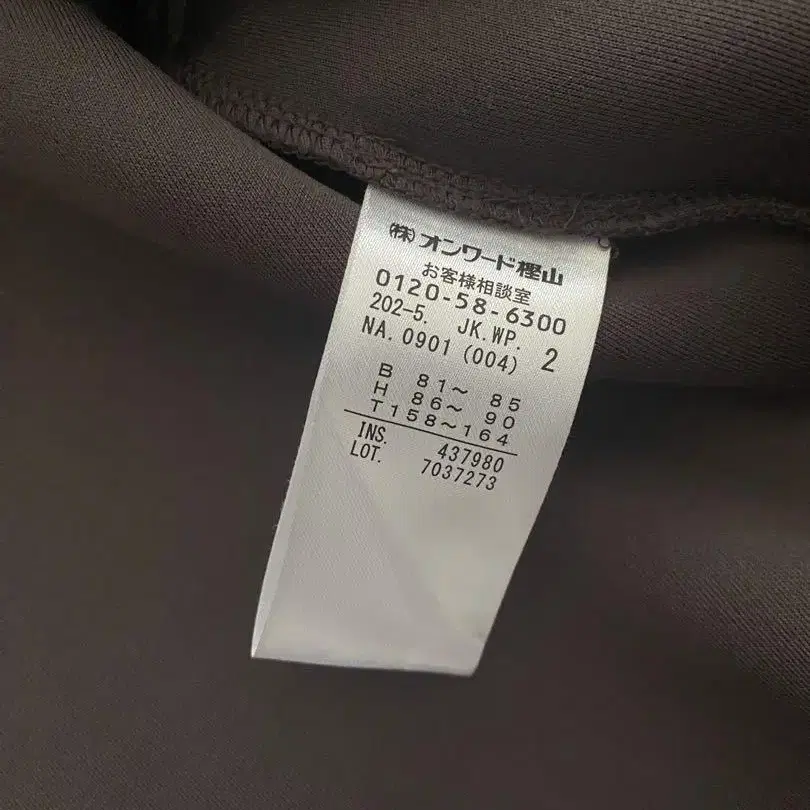 (株)オンワード樫山
お客様相談室
0120-58-6300
202-5. JK.WP. 2
NA.0901(004)
B 81～ 85
H 86～ 90
T158～164
INS. 437980
LOT. 7037273